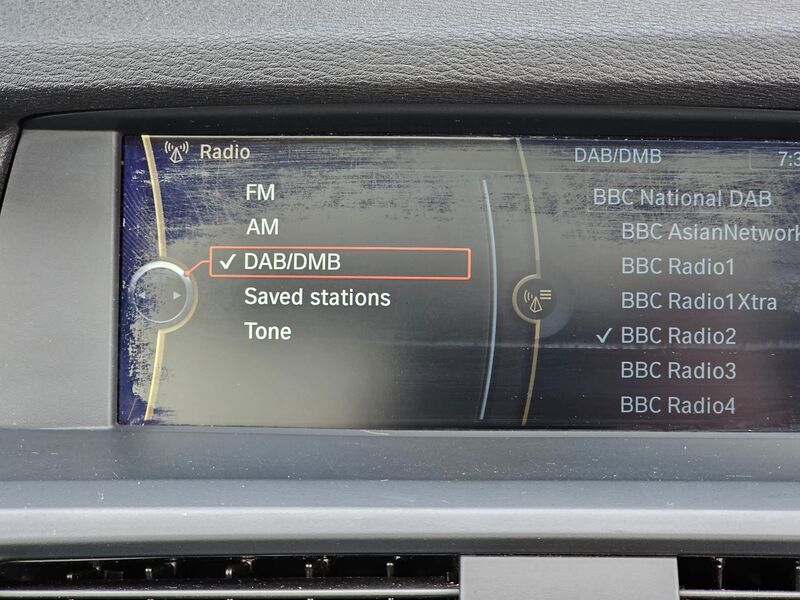 Radio
FM
AM
✓ DAB/DMB
Saved stations
Tone
DAB/DMB
BBC National DAB
BBC AsianNetwork
BBC Radio1
BBC Radio1Xtra
✓ BBC Radio2
BBC Radio3
BBC Radio4